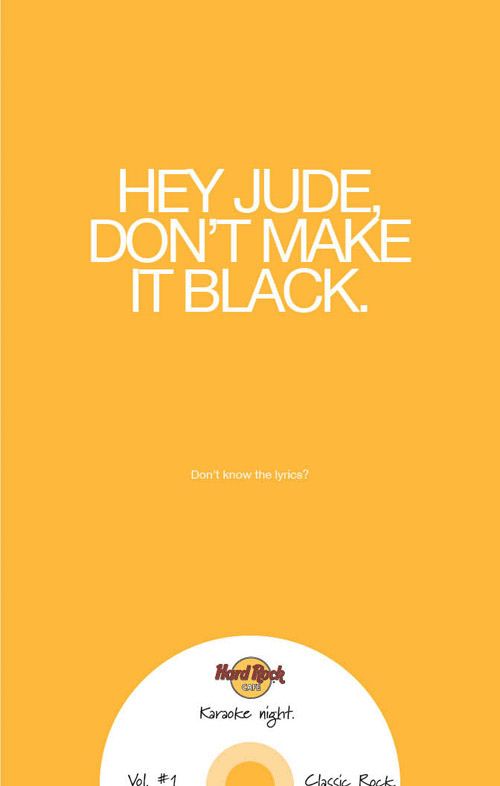 HEY JUDE,
DON'T MAKE
IT BLACK.
Don't know the lyrics?
Hard Rock
CAFE
Karaoke night.
Vol. #1
Classic Rock